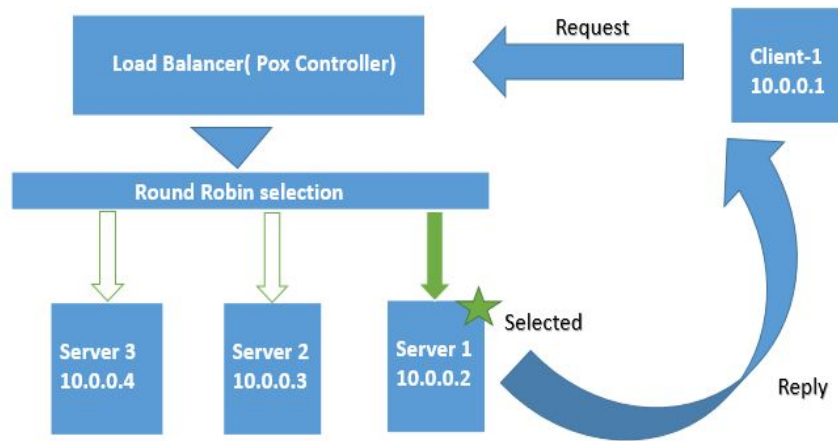 Request
Client-1
10.0.0.1
Load Balancer( Pox Controller)
Round Robin selection
Server 3
10.0.0.4
Server 2
10.0.0.3
Server 1
10.0.0.2
Selected
Reply